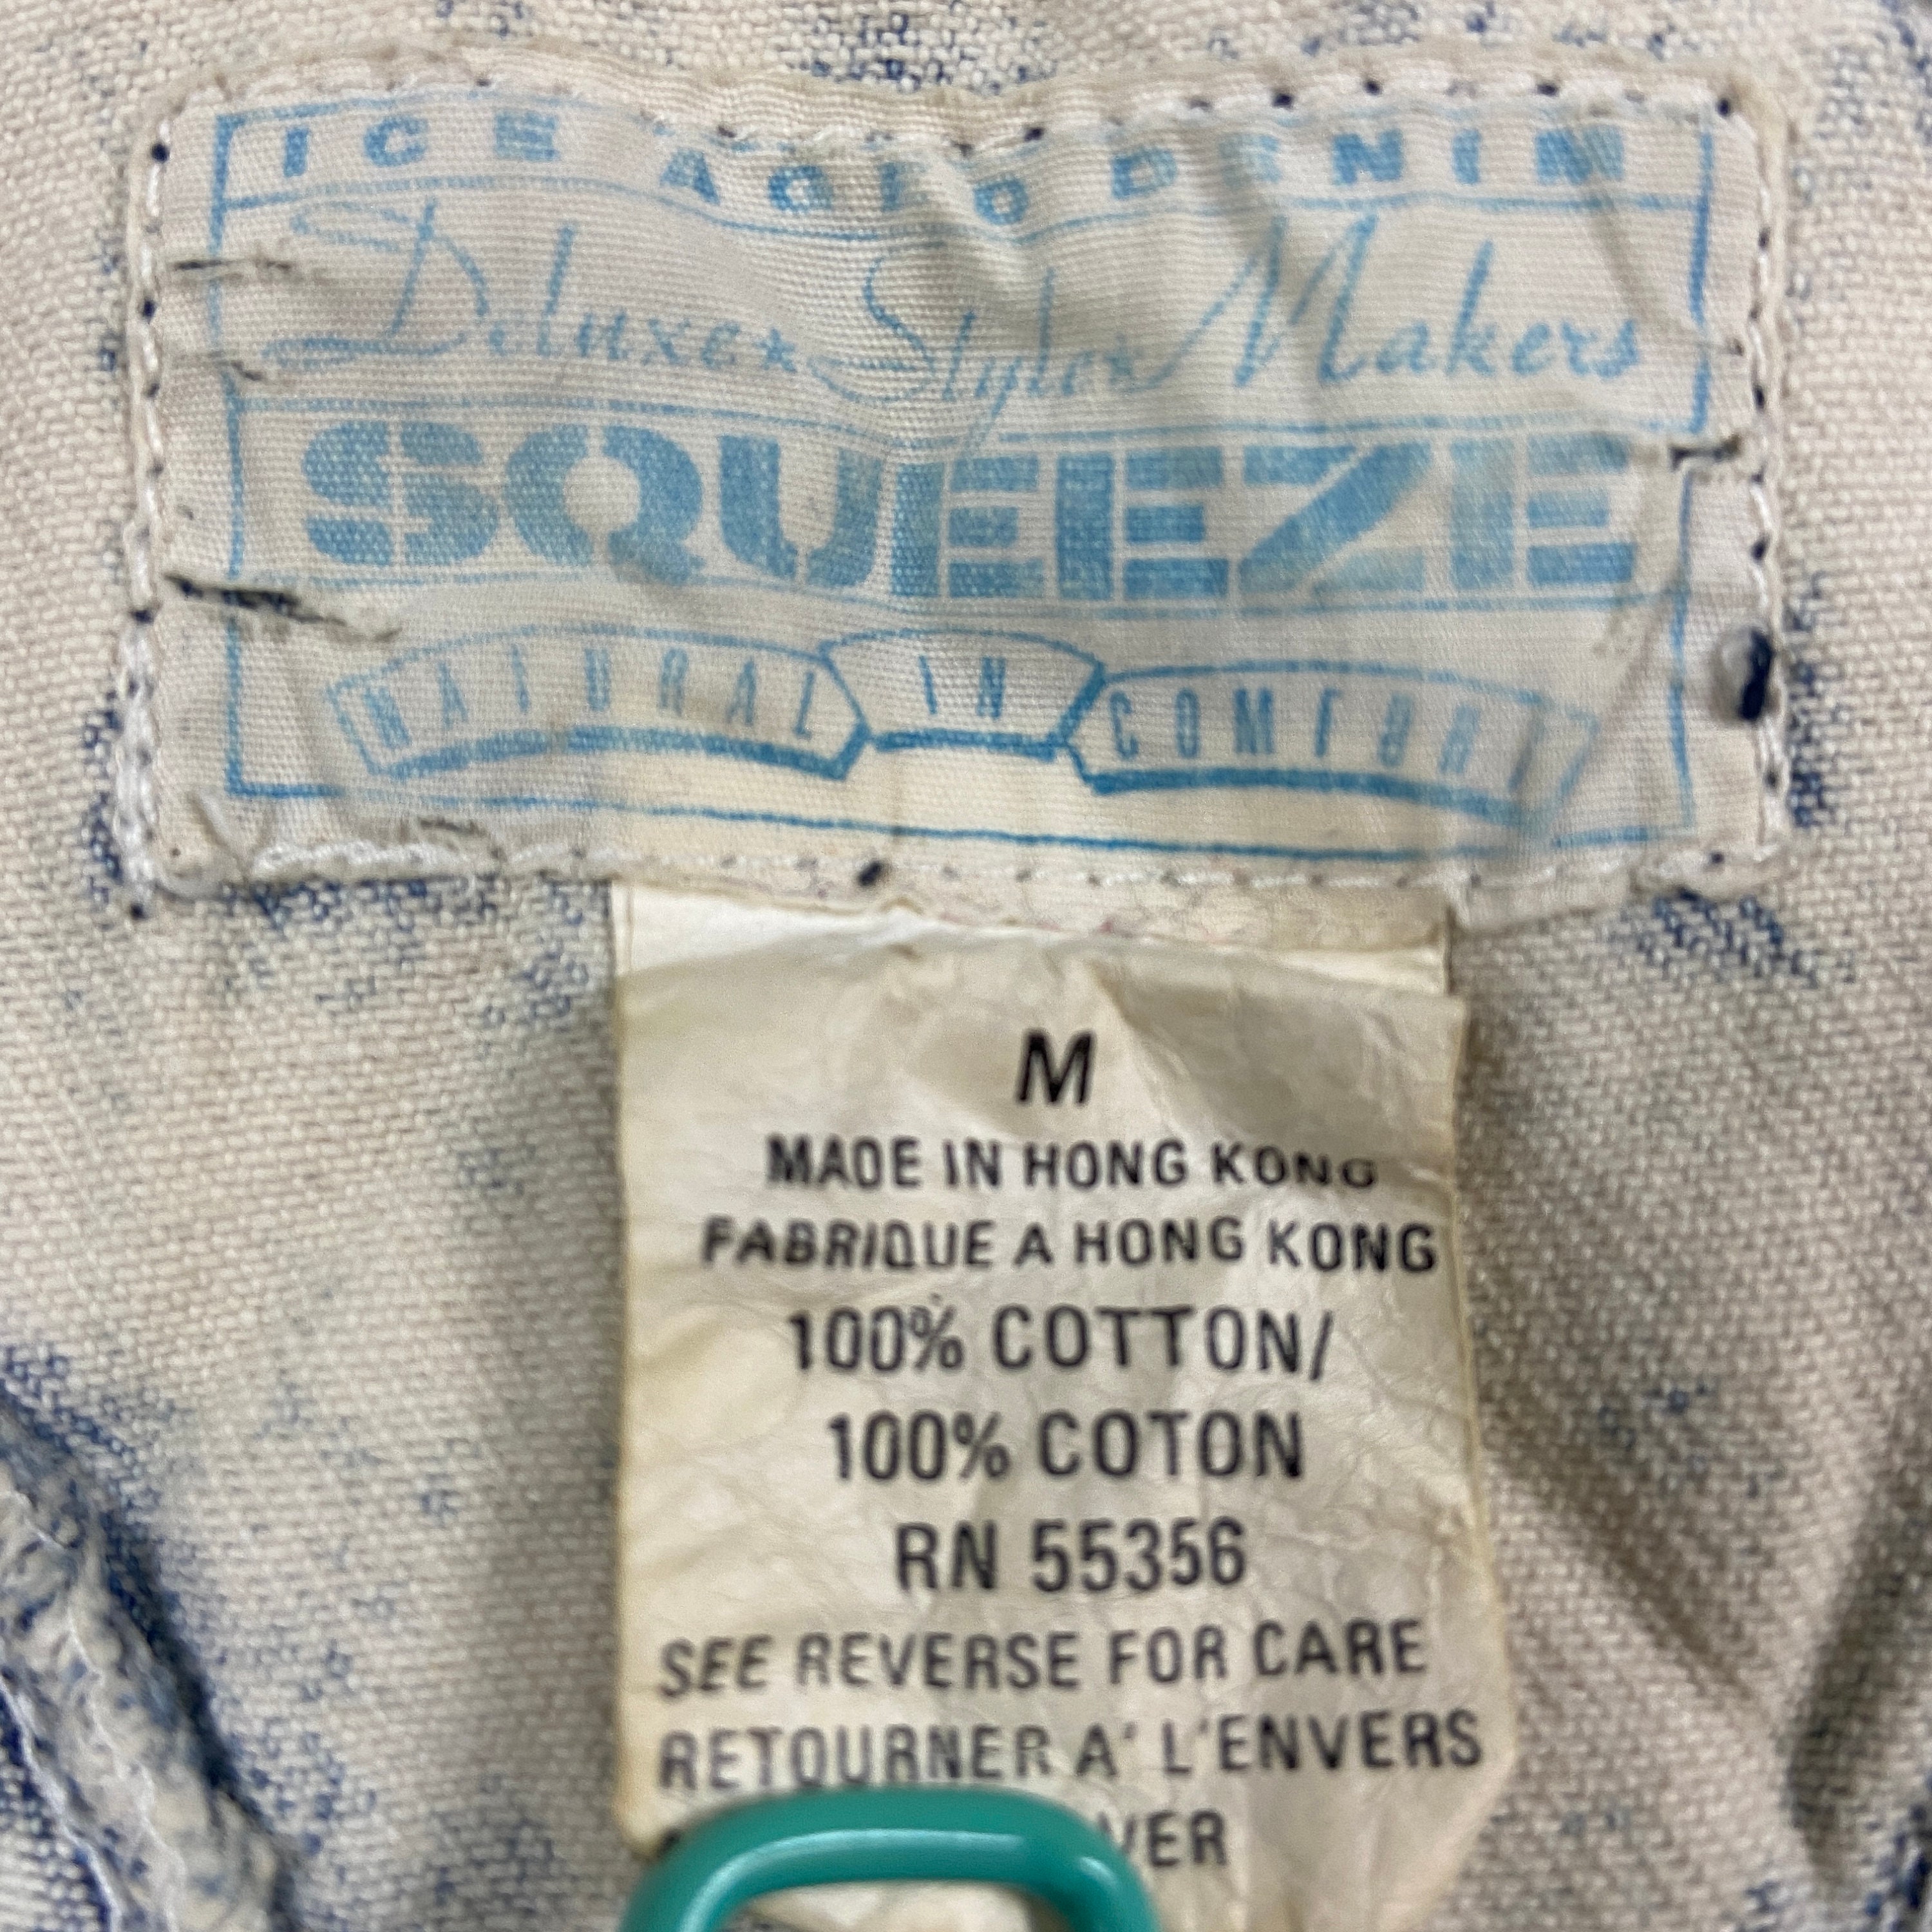 ICE ACID DENIM
Deluxe Style Makers
SQUEEZE
NATURAL IN COMFORT
M
MADE IN HONG KONG
FABRIQUE A HONG KONG
100% COTTON/
100% COTON
RN 55356
SEE REVERSE FOR CARE
RETOURNER A' L'ENVERS